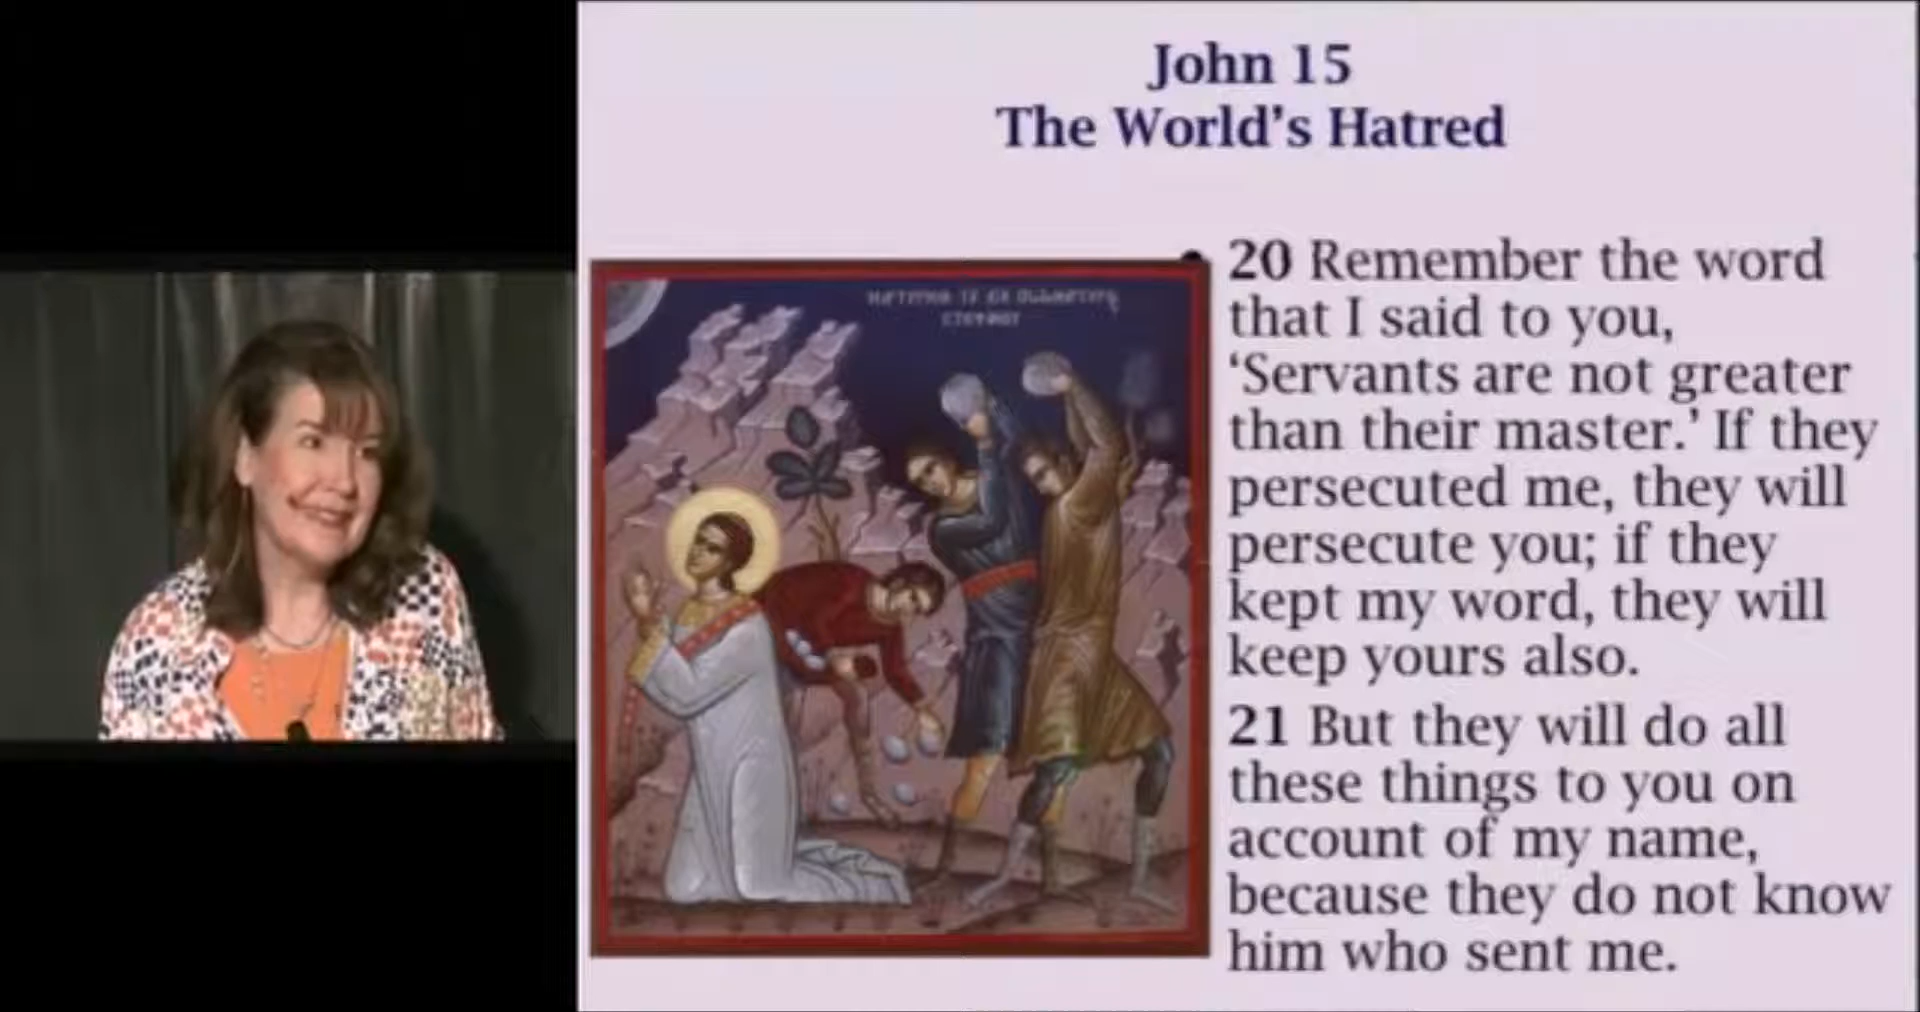 John 15
The World's Hatred
20 Remember the word
that I said to you,
‘Servants are not greater
than their master.’ If they
persecuted me, they will
persecute you; if they
kept my word, they will
keep yours also.
21 But they will do all
these things to you on
account of my name,
because they do not know
him who sent me.